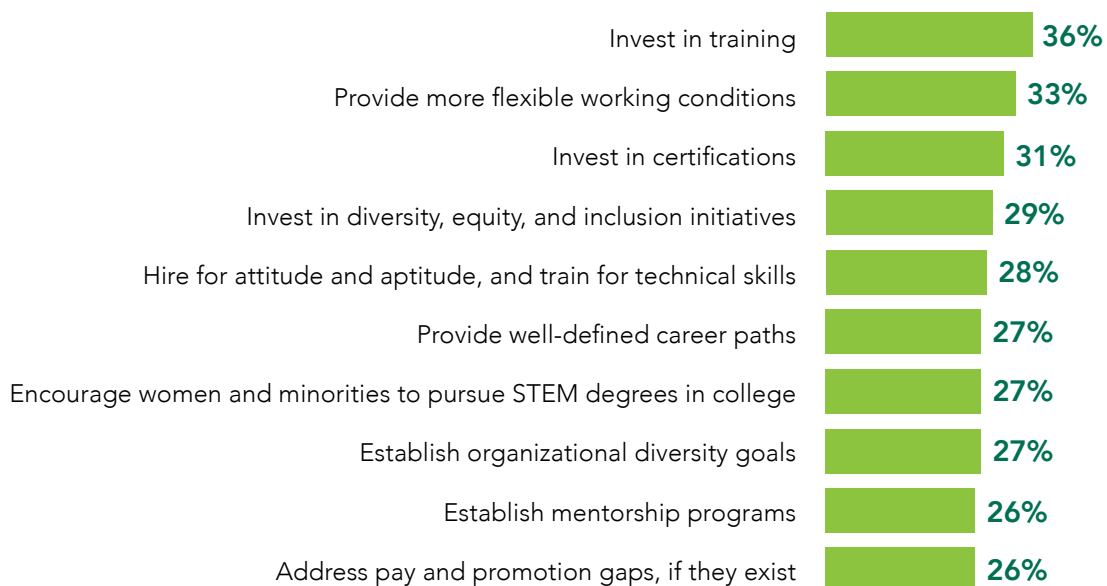 Invest in training 36%
Provide more flexible working conditions 33%
Invest in certifications 31%
Invest in diversity, equity, and inclusion initiatives 29%
Hire for attitude and aptitude, and train for technical skills 28%
Provide well-defined career paths 27%
Encourage women and minorities to pursue STEM degrees in college 27%
Establish organizational diversity goals 27%
Establish mentorship programs 26%
Address pay and promotion gaps, if they exist 26%